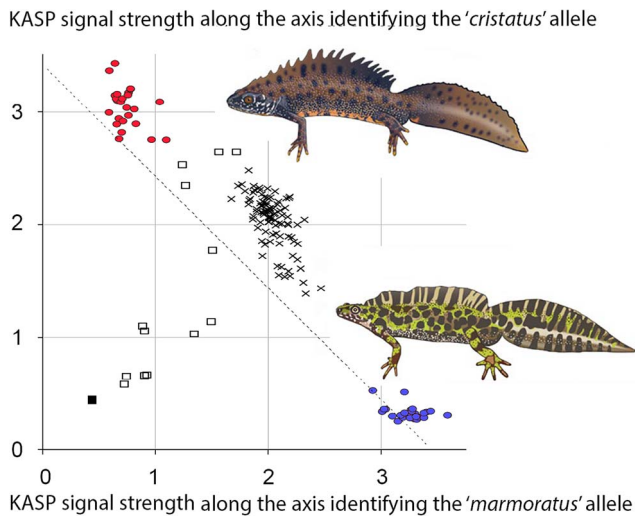 KASP signal strength along the axis identifying the 'cristatus' allele
3
2
1
0
0 1 2 3
KASP signal strength along the axis identifying the 'marmoratus' allele